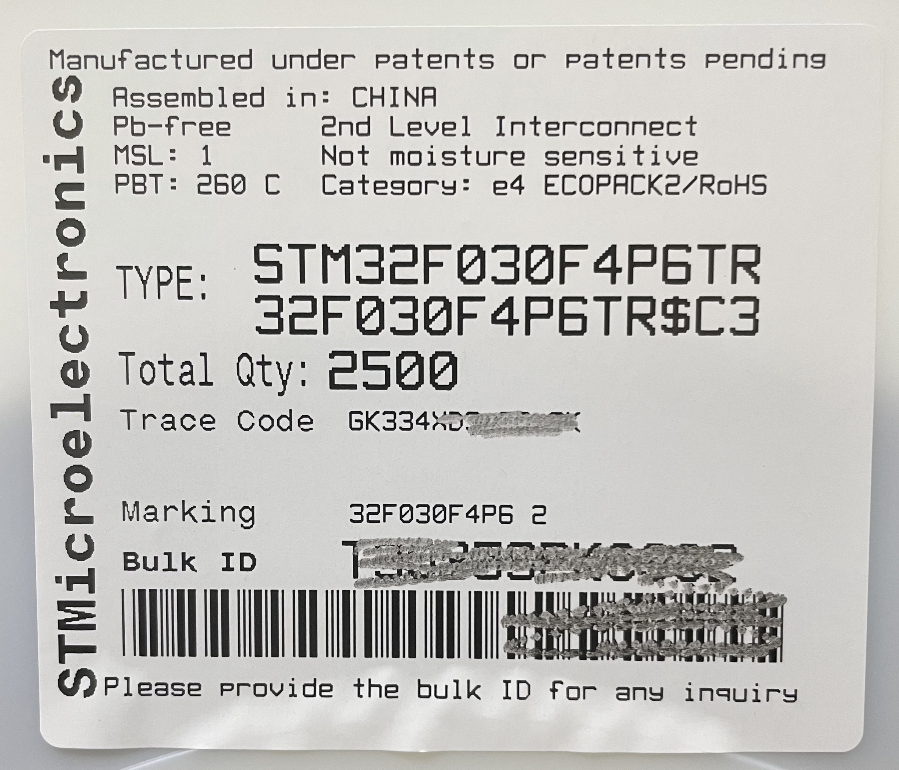 Manufactured under patents or patents pending
STMicroelectronics
Assembled in: CHINA
Pb-free 2nd Level Interconnect
MSL: 1 Not moisture sensitive
PBT: 260 C Category: e4 ECOPACK2/RoHS
TYPE: STM32F030F4P6TR
32F030F4P6TR$C3
Total Qty: 2500
Trace Code
Marking 32F030F4P6 2
Bulk ID
Please provide the bulk ID for any inquiry